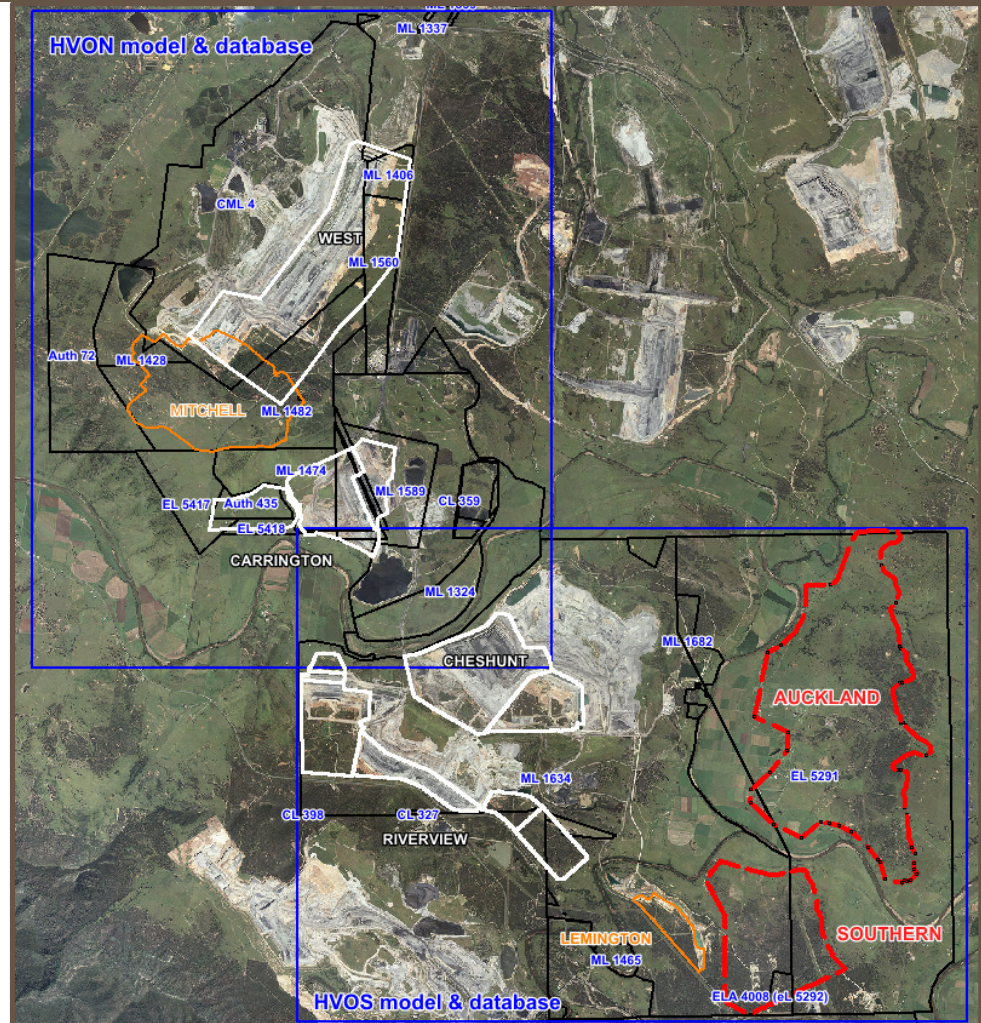 ML 1337
HVON model & database
ML 1406
CML 4
WEST
ML 1560
Auth 72
ML 1428
MITCHELL
ML 1482
ML 1474
ML 1589
EL 5417
Auth 435
CL 359
EL 5418
CARRINGTON
ML 1324
ML 1682
CHESHUNT
AUCKLAND
EL 5291
ML 1634
CL 398
CL 327
RIVERVIEW
SOUTHERN
LEMINGTON
ML 1465
ELA 4008 (eL 5292)
HVOS model & database